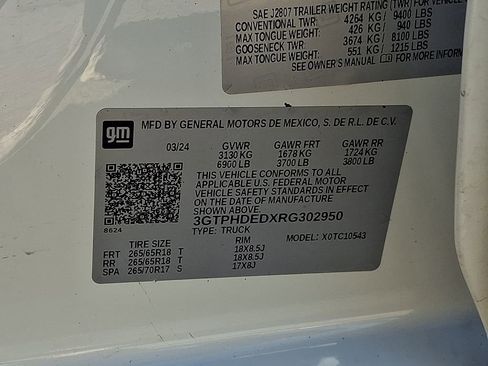 SAE J2807 TRAILER WEIGHT RATING (TWR) FOR VEHICLE
CONVENTIONAL TWR: 4264 KG / 9400 LBS
MAX TONGUE WEIGHT: 426 KG / 940 LBS
GOOSENECK TWR: 3674 KG / 8100 LBS
MAX TONGUE WEIGHT: 551 KG / 1215 LBS
SEE OWNER'S MANUAL FOR MORE INFORM
gm
MFD BY GENERAL MOTORS DE MEXICO, S. DE R.L. DE C.V.
03/24 GVWR GAWR FRT GAWR RR
3130 KG 1678 KG 1724 KG
6900 LB 3700 LB 3800 LB
THIS VEHICLE CONFORMS TO ALL
APPLICABLE U.S. FEDERAL MOTOR
VEHICLE SAFETY STANDARDS IN EFFECT ON
THE DATE OF MANUFACTURE
SHOWN ABOVE.
3GTPHDEDXRG302950
8624
TYPE: TRUCK MODEL: X0TC10543
TIRE SIZE RIM
FRT 265/65R18 T 18X8.5J
RR 265/65R18 T 18X8.5J
SPA 265/70R17 S 17X8J